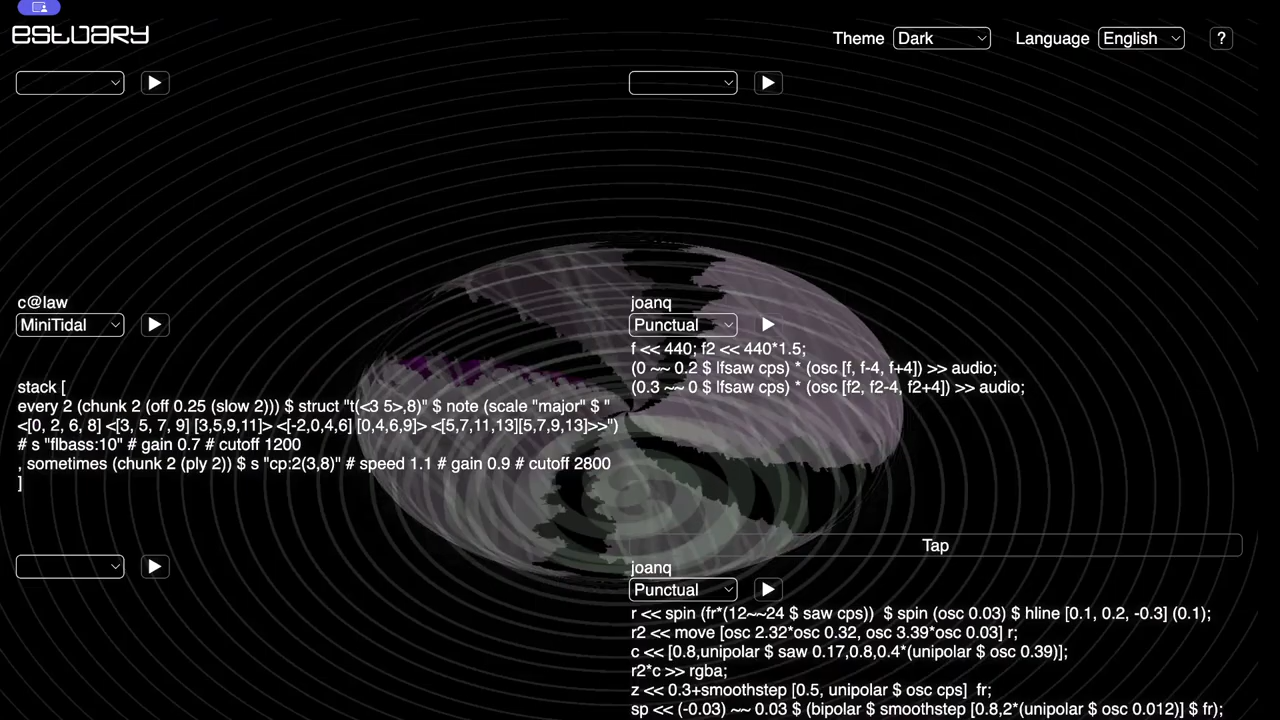 estuary
Theme Dark Language English ?
c@law
MiniTidal
stack [
every 2 (chunk 2 (off 0.25 (slow 2))) $ struct "t(<3 5>,8)" $ note (scale "major" $ "
<[0, 2, 6, 8] <[3, 5, 7, 9] [3,5,9,11]> <[-2,0,4,6] [0,4,6,9]> <[5,7,11,13][5,7,9,13]>>")
# s "flbass:10" # gain 0.7 # cutoff 1200
, sometimes (chunk 2 (ply 2)) $ s "cp:2(3,8)" # speed 1.1 # gain 0.9 # cutoff 2800
]
joanq
Punctual
f << 440; f2 << 440*1.5;
(0 ~~ 0.2 $ lfsaw cps) * (osc [f, f-4, f+4]) >> audio;
(0.3 ~~ 0 $ lfsaw cps) * (osc [f2, f2-4, f2+4]) >> audio;
Tap
joanq
Punctual
r << spin (fr*(12~~24 $ saw cps))  $ spin (osc 0.03) $ hline [0.1, 0.2, -0.3] (0.1);
r2 << move [osc 2.32*osc 0.32, osc 3.39*osc 0.03] r;
c << [0.8,unipolar $ saw 0.17,0.8,0.4*(unipolar $ osc 0.39)];
r2*c >> rgba;
z << 0.3+smoothstep [0.5, unipolar $ osc cps]  fr;
sp << (-0.03) ~~ 0.03 $ (bipolar $ smoothstep [0.8,2*(unipolar $ osc 0.012)] $ fr);